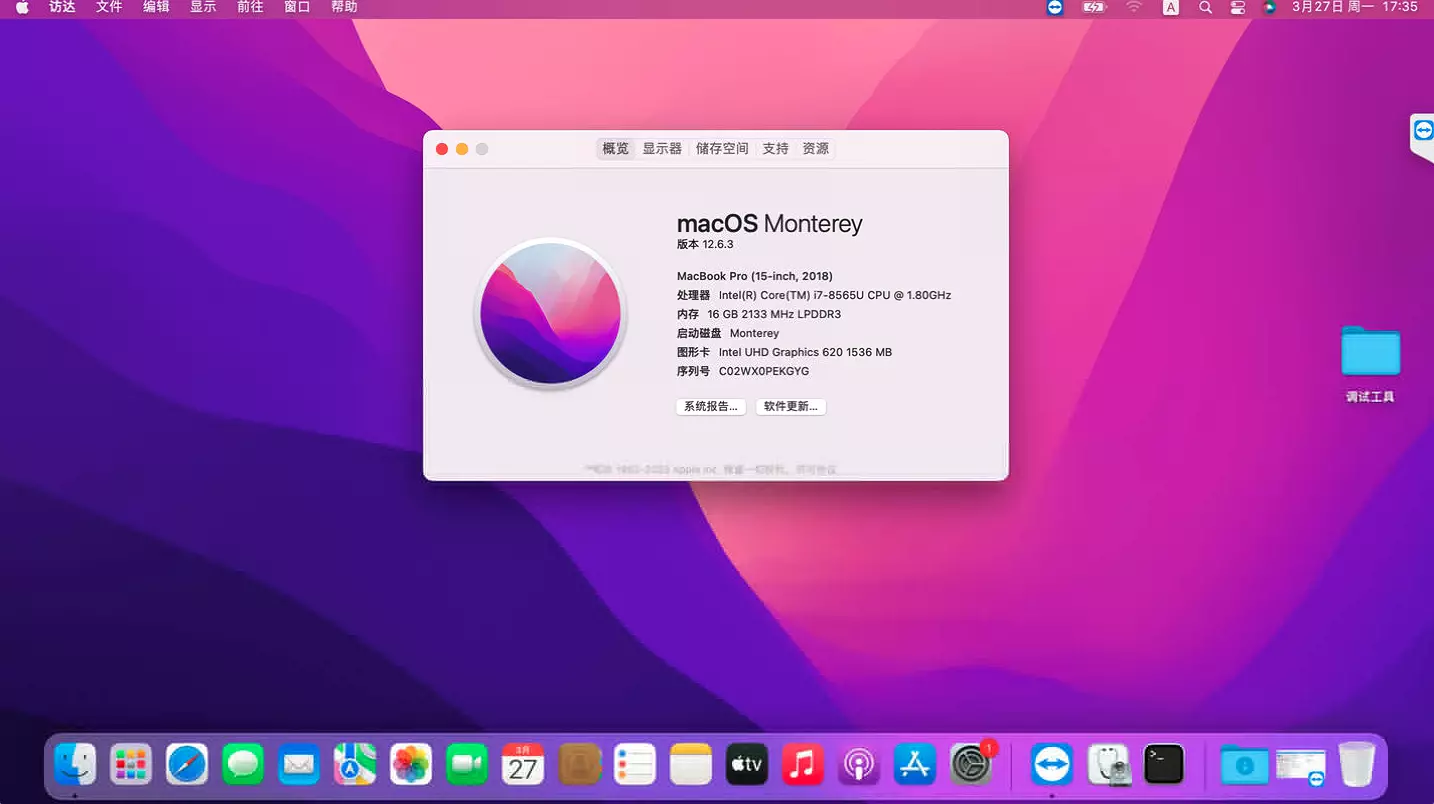 访达 文件 编辑 显示 前往 窗口 帮助 A 3月27日 周一 17:35
概览 显示器 储存空间 支持 资源
macOS Monterey
版本 12.6.3
MacBook Pro (15-inch, 2018)
处理器 Intel(R) Core(TM) i7-8565U CPU @ 1.80GHz
内存 16 GB 2133 MHz LPDDR3
启动磁盘 Monterey
图形卡 Intel UHD Graphics 620 1536 MB
序列号 C02WX0PEKGYG
系统报告... 软件更新...
调试工具
3月
27
tv
1